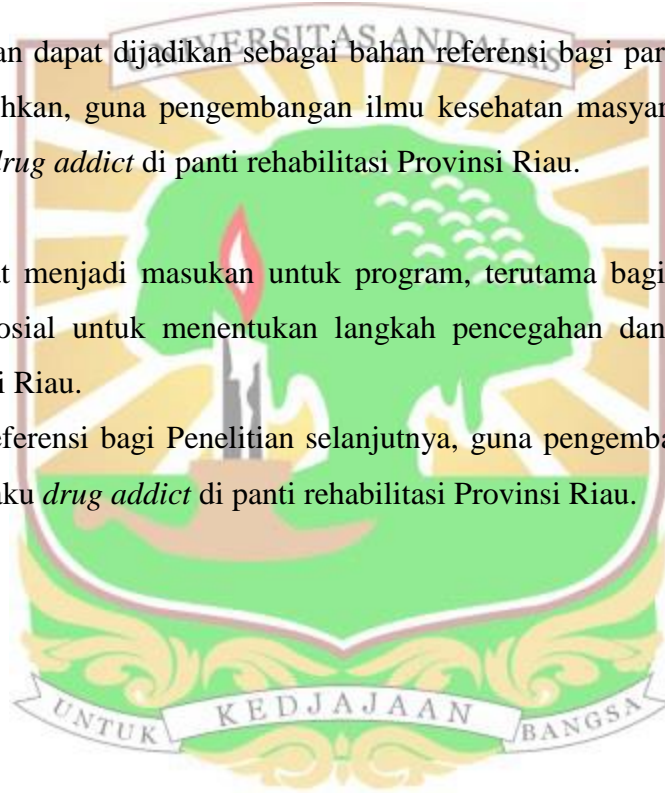 UNIVERSITAS ANDALAS
an dapat dijadikan sebagai bahan referensi bagi par
hkan, guna pengembangan ilmu kesehatan masyar
drug addict di panti rehabilitasi Provinsi Riau.
t menjadi masukan untuk program, terutama bagi
osial untuk menentukan langkah pencegahan dan
i Riau.
eferensi bagi Penelitian selanjutnya, guna pengemba
aku drug addict di panti rehabilitasi Provinsi Riau.
UNTUK KEDJAJAAN BANGSA